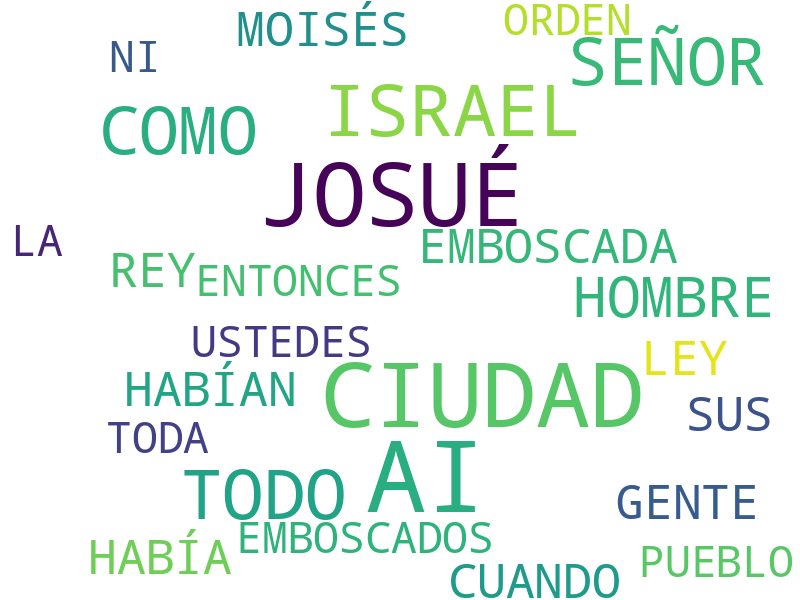 ORDEN
MOISÉS
NI
SEÑOR
ISRAEL
COMO
JOSUÉ
LA
EMBOSCADA
REY
ENTONCES
HOMBRE
USTEDES
LEY
HABÍAN
CIUDAD
SUS
TODA
AI
TODO
GENTE
EMBOSCADOS
HABÍA
PUEBLO
CUANDO